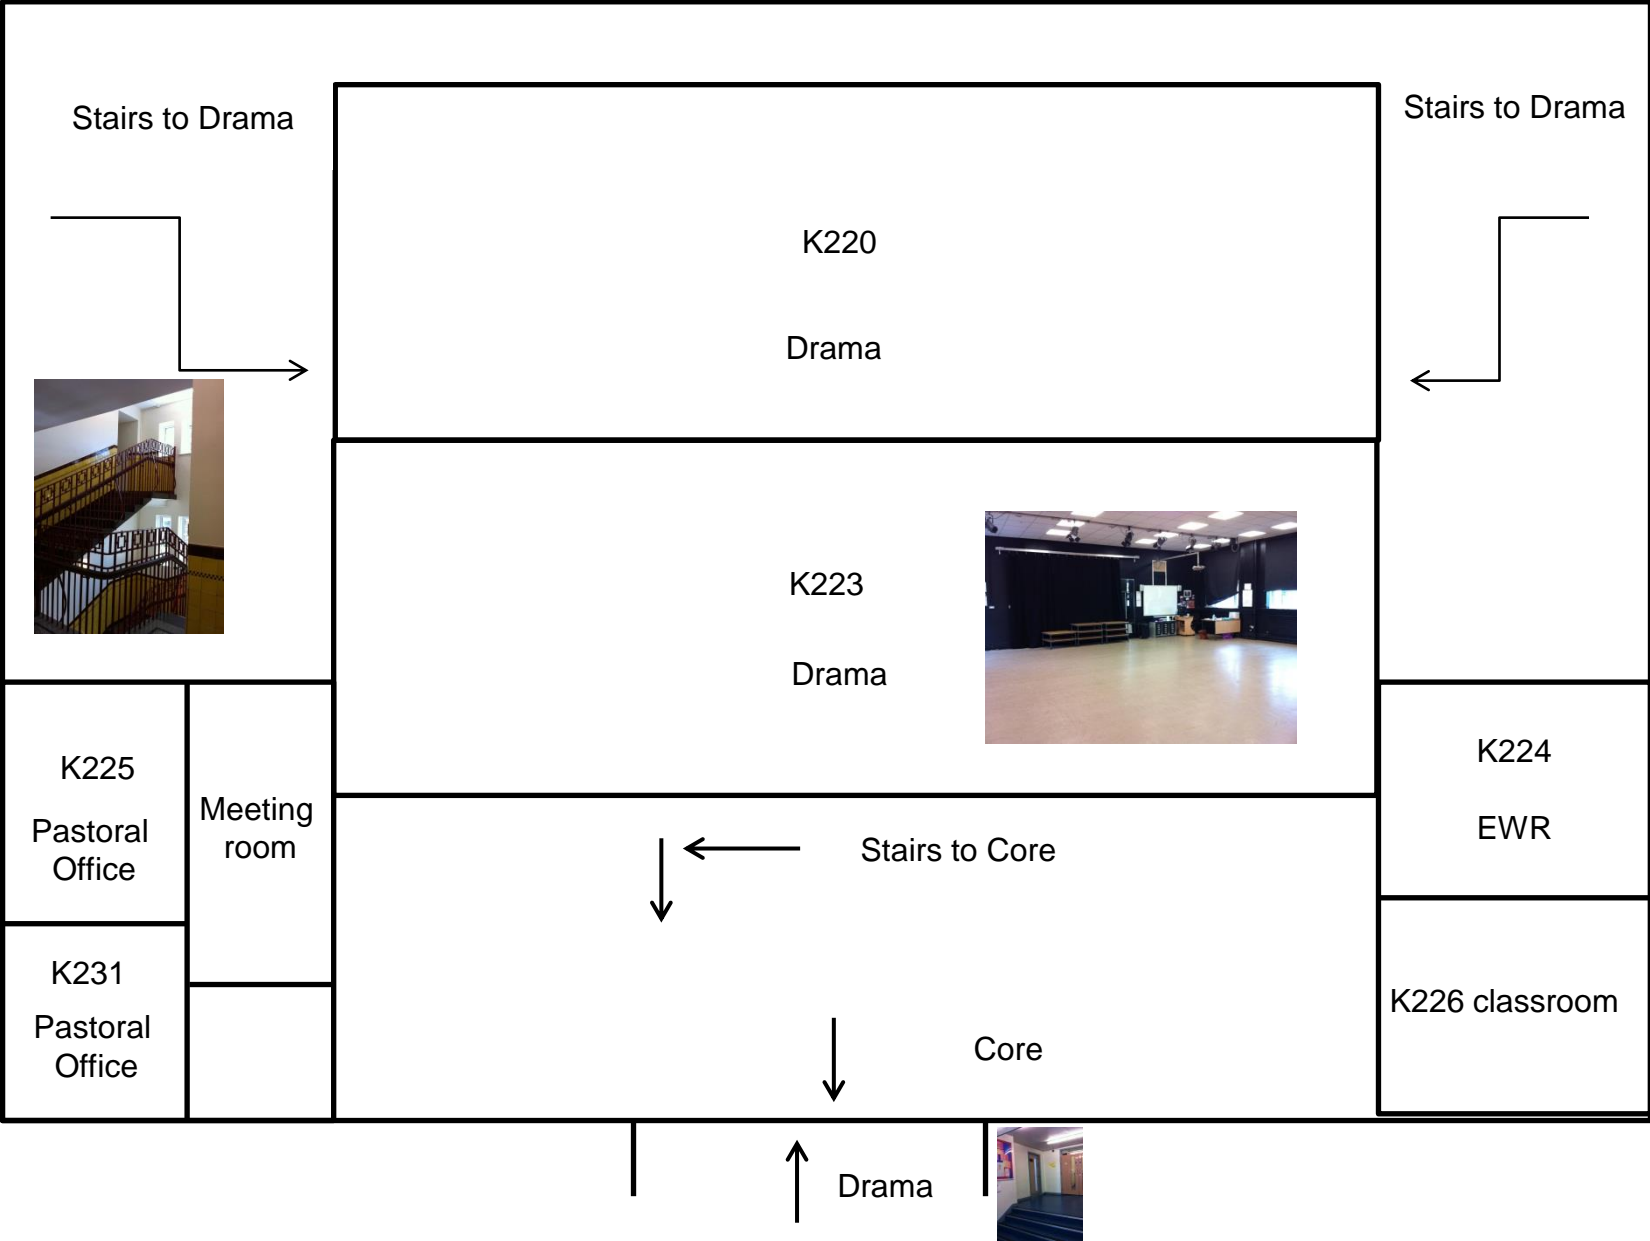 Stairs to Drama
Stairs to Drama
K220
Drama
K223
Drama
K225
Pastoral
Office
Meeting
room
K224
EWR
Stairs to Core
K231
Pastoral
Office
K226 classroom
Core
Drama